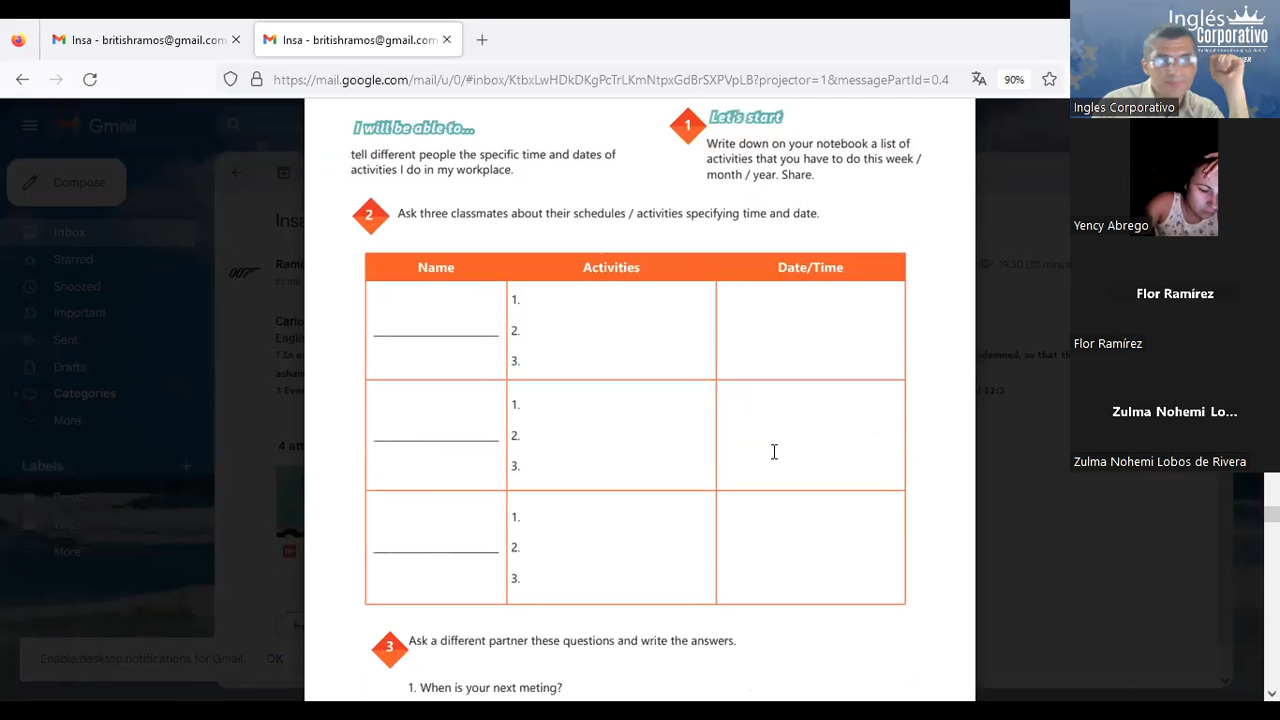 Insa - britishramos@gmail.com
Insa - britishramos@gmail.com
https://mail.google.com/mail/u/0/#inbox/KtbxLwHDkDKgPcTrLKmNtpxGdBrSXPVpLB?projector=1&messagePartId=0.4
90%
Gmail
Compose
Inbox
Starred
Snoozed
Important
Sent
Drafts
Categories
More
Labels
More
Insa
007
to me
4 att
Enable desktop notifications for Gmail. OK
I will be able to...
tell different people the specific time and dates of
activities I do in my workplace.
1
Let's start
Write down on your notebook a list of
activities that you have to do this week /
month / year. Share.
2
Ask three classmates about their schedules / activities specifying time and date.
Name Activities Date/Time
1.
2.
3.
1.
2.
3.
1.
2.
3.
3
Ask a different partner these questions and write the answers.
1. When is your next meting?
Inglés
Corporativo
Ingles Corporativo
Yency Abrego
Flor Ramírez
Flor Ramírez
Zulma Nohemi Lo...
Zulma Nohemi Lobos de Rivera